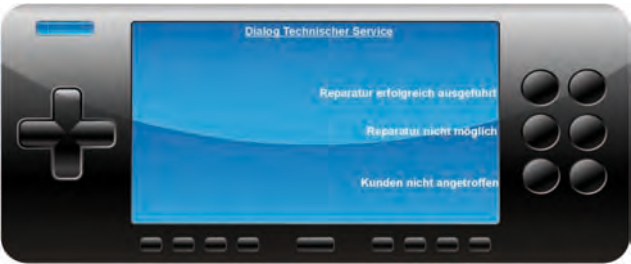 Dialog Technischer Service
Reparatur erfolgreich ausgeführt
Reparatur nicht möglich
Kunden nicht angetroffen